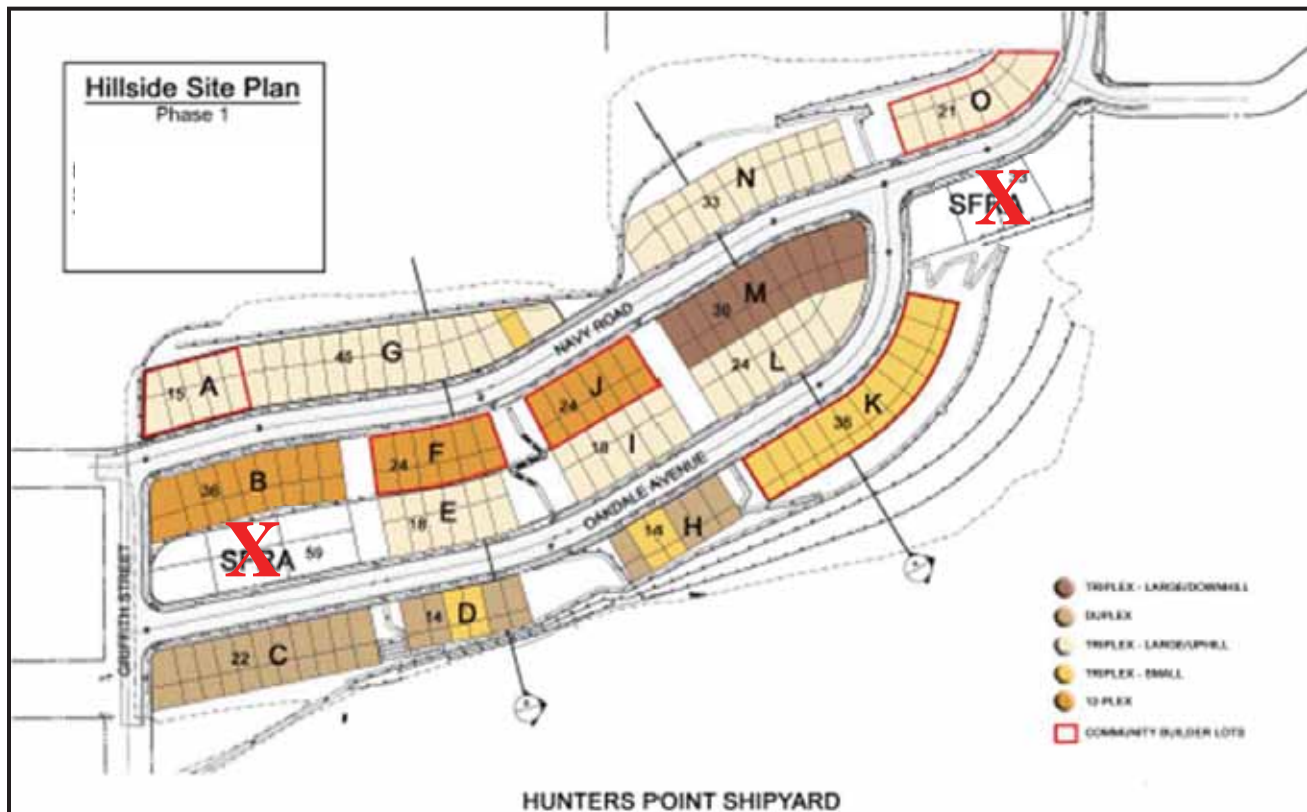 Hillside Site Plan
Phase 1
O
21
N
33
X
SFRA
33
M
30
G
45
NAVY ROAD
L
24
A
15
J
24
K
36
I
18
F
24
B
36
OAKDALE AVENUE
E
18
H
14
X
SFRA
59
GRIFFITH STREET
D
14
C
22
TRIPLEX - LARGE/DOWNHILL
DUPLEX
TRIPLEX - LARGE/UPHILL
TRIPLEX - SMALL
12-PLEX
COMMUNITY BUILDER LOTS
HUNTERS POINT SHIPYARD